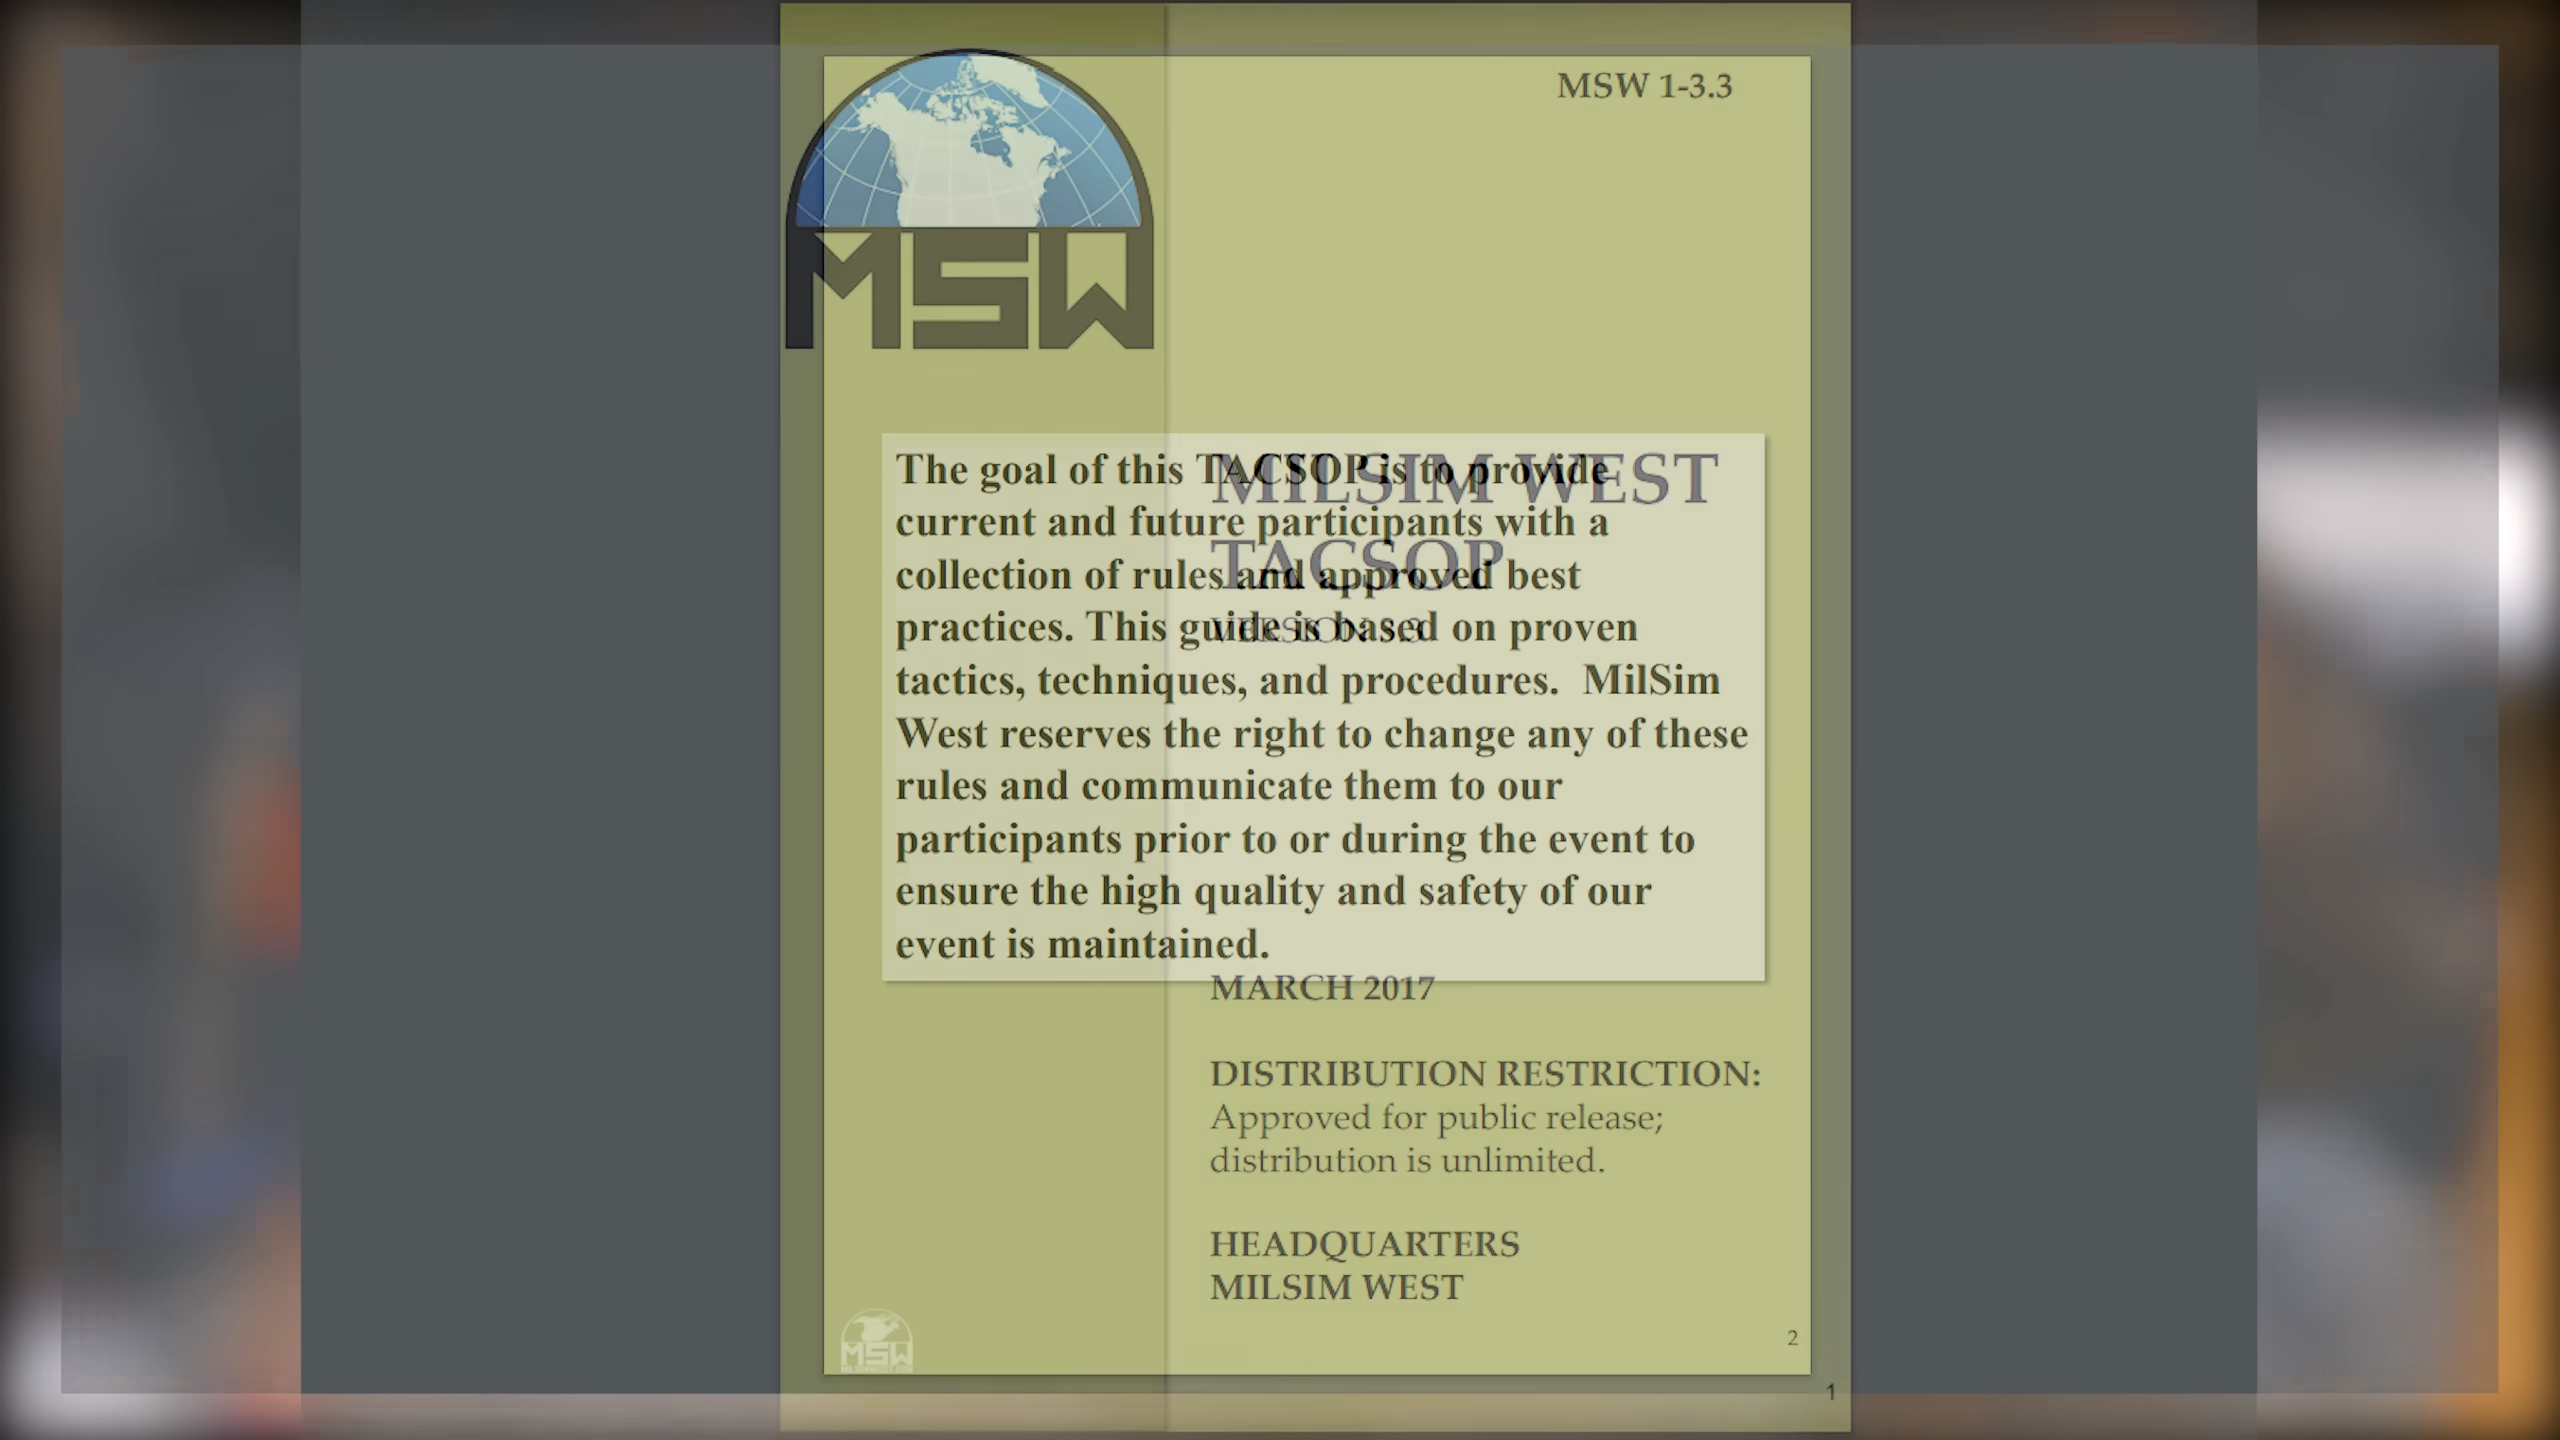 MSW 1-3.3
MSW
The goal of this TACSOP is to provide
current and future participants with a
collection of rules and approved best
practices. This guide is based on proven
tactics, techniques, and procedures. MilSim
West reserves the right to change any of these
rules and communicate them to our
participants prior to or during the event to
ensure the high quality and safety of our
event is maintained.
MILSIM WEST
TACSOP
MARCH 2017
DISTRIBUTION RESTRICTION:
Approved for public release;
distribution is unlimited.
HEADQUARTERS
MILSIM WEST
MSW
2
1